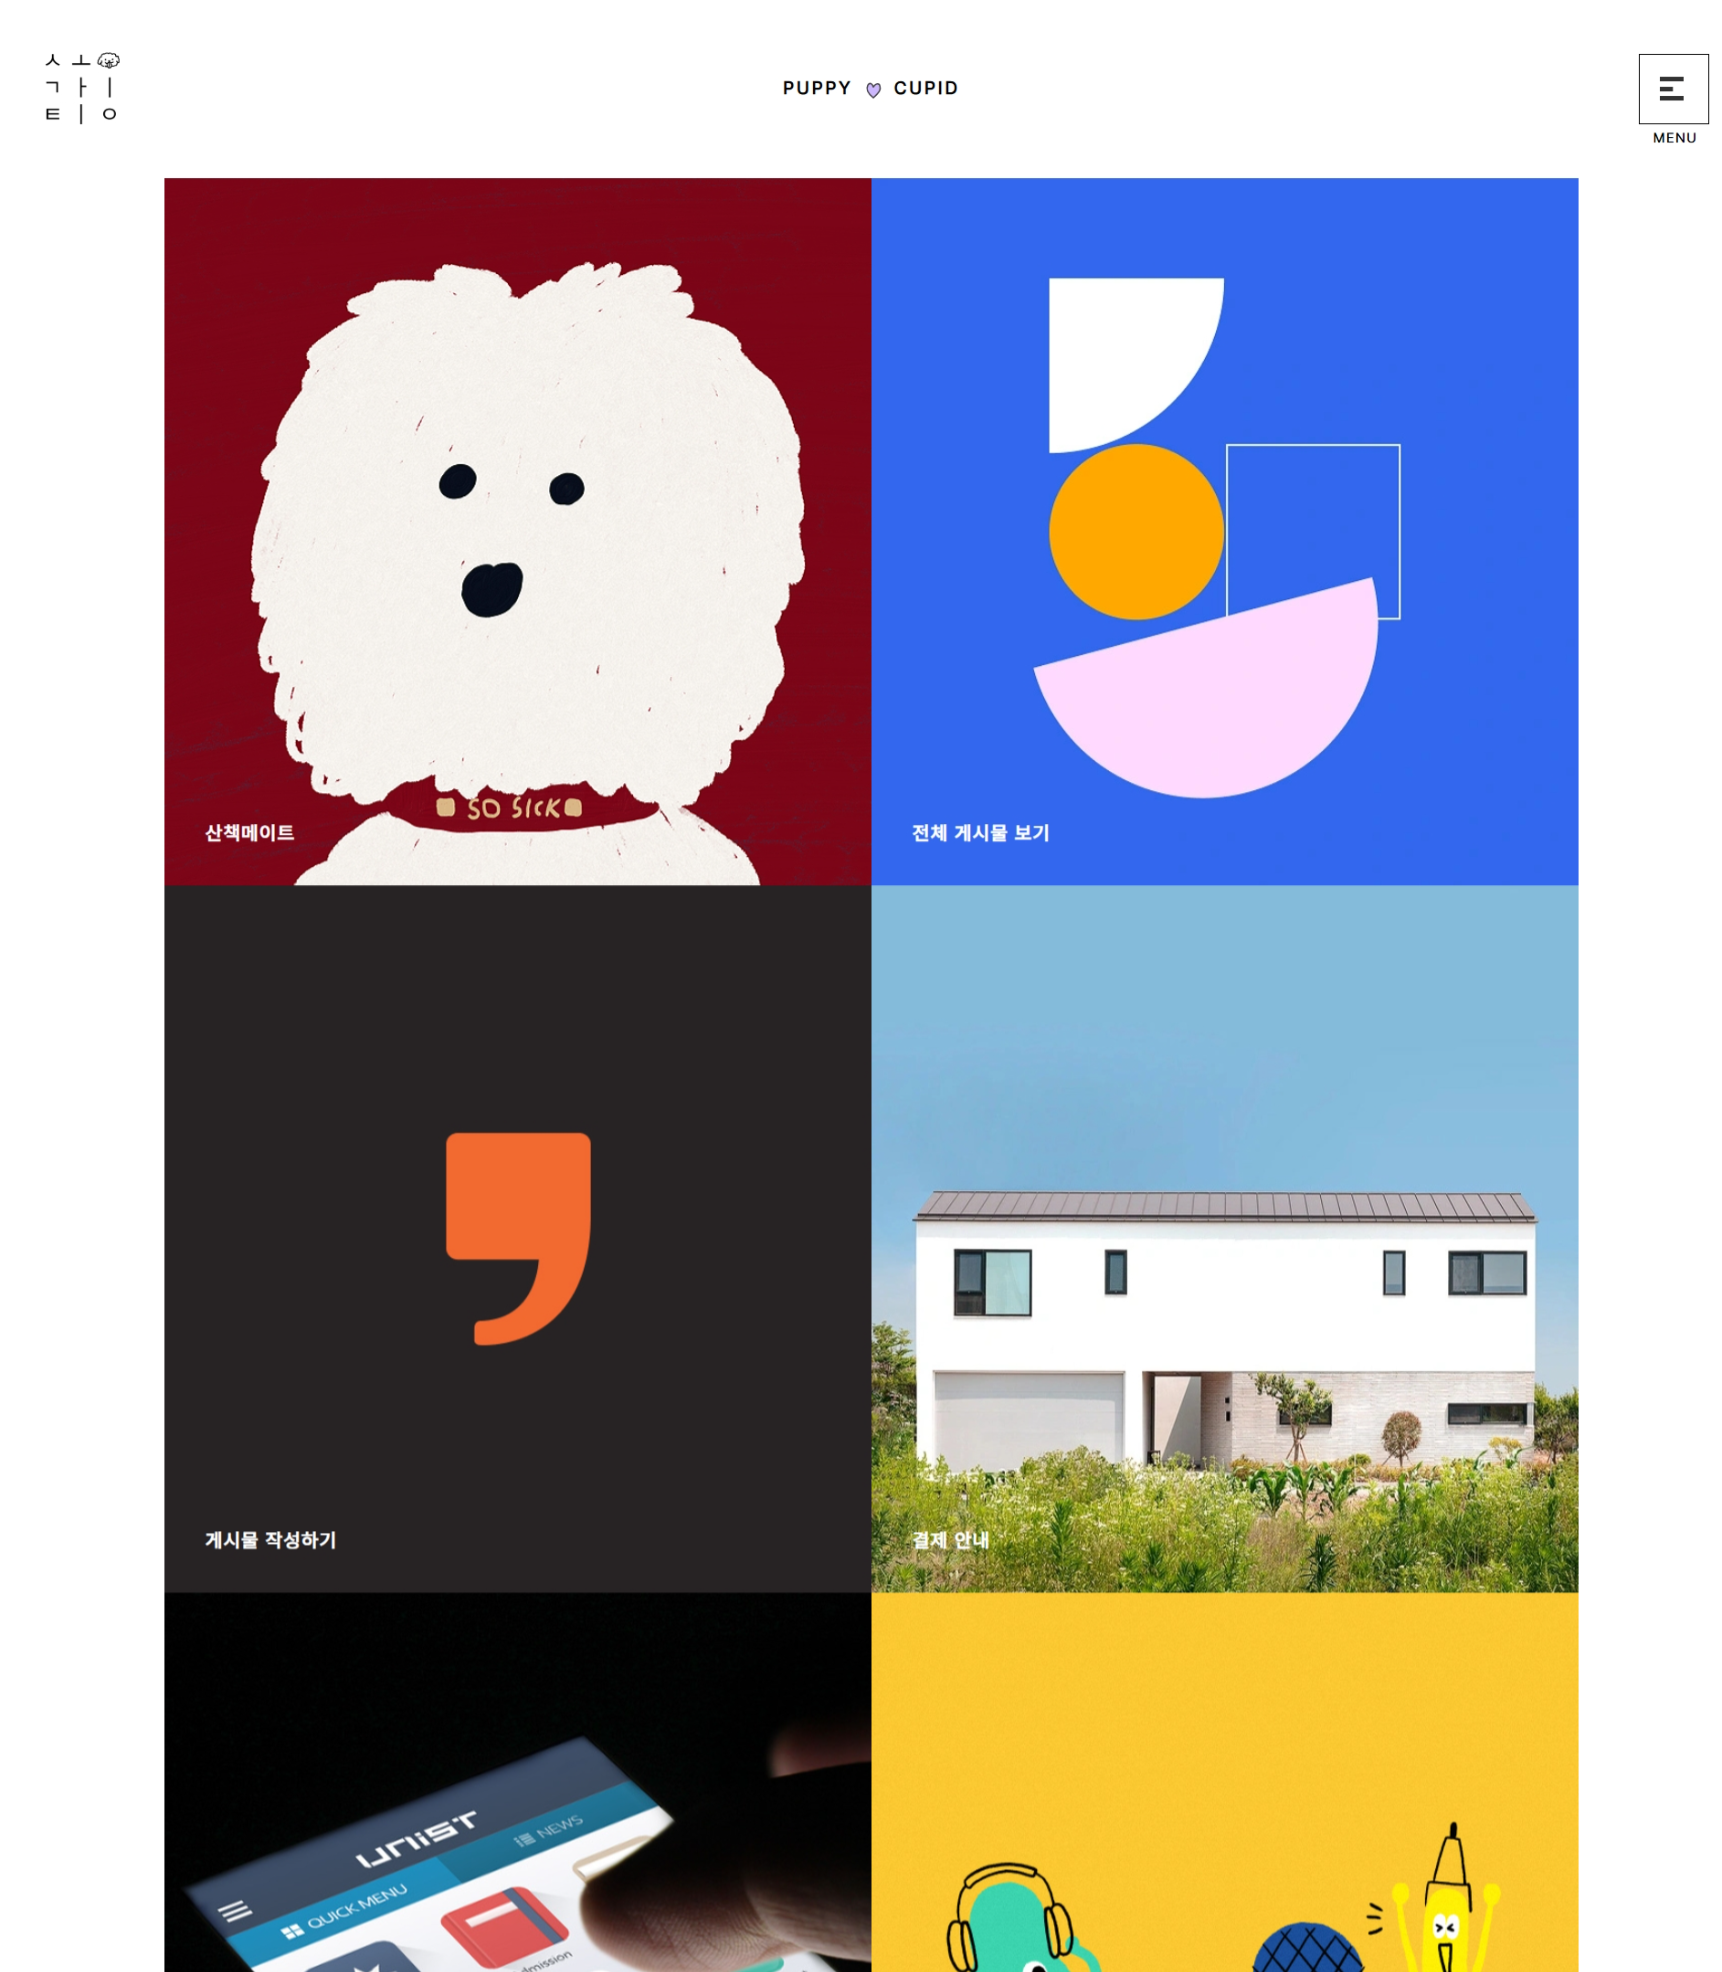 ㅅ ㅗ
ㄱ ㅏ ㅣ
ㅌ ㅣ ㅇ
PUPPY CUPID
MENU
SO SICK
산책메이트
전체 게시물 보기
게시물 작성하기
결제 안내
UNIST
QUICK MENU
NEWS
dmission